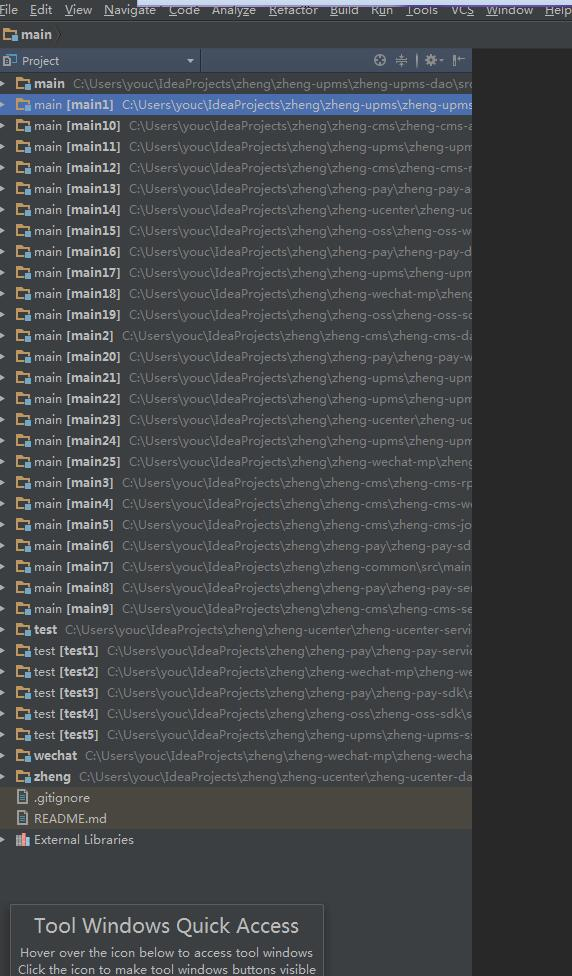 File Edit View Navigate Code Analyze Refactor Build Run Tools VCS Window Help
main
Project
main C:\Users\youc\IdeaProjects\zheng\zheng-upms\zheng-upms-dao\src
main [main1] C:\Users\youc\IdeaProjects\zheng\zheng-upms\zheng-upms
main [main10] C:\Users\youc\IdeaProjects\zheng\zheng-cms\zheng-cms-a
main [main11] C:\Users\youc\IdeaProjects\zheng\zheng-upms\zheng-upm
main [main12] C:\Users\youc\IdeaProjects\zheng\zheng-cms\zheng-cms-r
main [main13] C:\Users\youc\IdeaProjects\zheng\zheng-pay\zheng-pay-a
main [main14] C:\Users\youc\IdeaProjects\zheng\zheng-ucenter\zheng-uc
main [main15] C:\Users\youc\IdeaProjects\zheng\zheng-oss\zheng-oss-w
main [main16] C:\Users\youc\IdeaProjects\zheng\zheng-pay\zheng-pay-d
main [main17] C:\Users\youc\IdeaProjects\zheng\zheng-upms\zheng-upm
main [main18] C:\Users\youc\IdeaProjects\zheng\zheng-wechat-mp\zheng
main [main19] C:\Users\youc\IdeaProjects\zheng\zheng-oss\zheng-oss-sd
main [main2] C:\Users\youc\IdeaProjects\zheng\zheng-cms\zheng-cms-da
main [main20] C:\Users\youc\IdeaProjects\zheng\zheng-pay\zheng-pay-w
main [main21] C:\Users\youc\IdeaProjects\zheng\zheng-upms\zheng-upm
main [main22] C:\Users\youc\IdeaProjects\zheng\zheng-upms\zheng-upm
main [main23] C:\Users\youc\IdeaProjects\zheng\zheng-ucenter\zheng-uc
main [main24] C:\Users\youc\IdeaProjects\zheng\zheng-upms\zheng-upm
main [main25] C:\Users\youc\IdeaProjects\zheng\zheng-wechat-mp\zheng
main [main3] C:\Users\youc\IdeaProjects\zheng\zheng-cms\zheng-cms-rp
main [main4] C:\Users\youc\IdeaProjects\zheng\zheng-cms\zheng-cms-we
main [main5] C:\Users\youc\IdeaProjects\zheng\zheng-cms\zheng-cms-jo
main [main6] C:\Users\youc\IdeaProjects\zheng\zheng-pay\zheng-pay-sd
main [main7] C:\Users\youc\IdeaProjects\zheng\zheng-common\src\main
main [main8] C:\Users\youc\IdeaProjects\zheng\zheng-pay\zheng-pay-ser
main [main9] C:\Users\youc\IdeaProjects\zheng\zheng-cms\zheng-cms-se
test C:\Users\youc\IdeaProjects\zheng\zheng-ucenter\zheng-ucenter-servi
test [test1] C:\Users\youc\IdeaProjects\zheng\zheng-pay\zheng-pay-servic
test [test2] C:\Users\youc\IdeaProjects\zheng\zheng-wechat-mp\zheng-we
test [test3] C:\Users\youc\IdeaProjects\zheng\zheng-pay\zheng-pay-sdk\s
test [test4] C:\Users\youc\IdeaProjects\zheng\zheng-oss\zheng-oss-sdk\s
test [test5] C:\Users\youc\IdeaProjects\zheng\zheng-upms\zheng-upms-s
wechat C:\Users\youc\IdeaProjects\zheng\zheng-wechat-mp\zheng-wecha
zheng C:\Users\youc\IdeaProjects\zheng\zheng-ucenter\zheng-ucenter-da
.gitignore
README.md
External Libraries
Tool Windows Quick Access
Hover over the icon below to access tool windows
Click the icon to make tool windows buttons visible